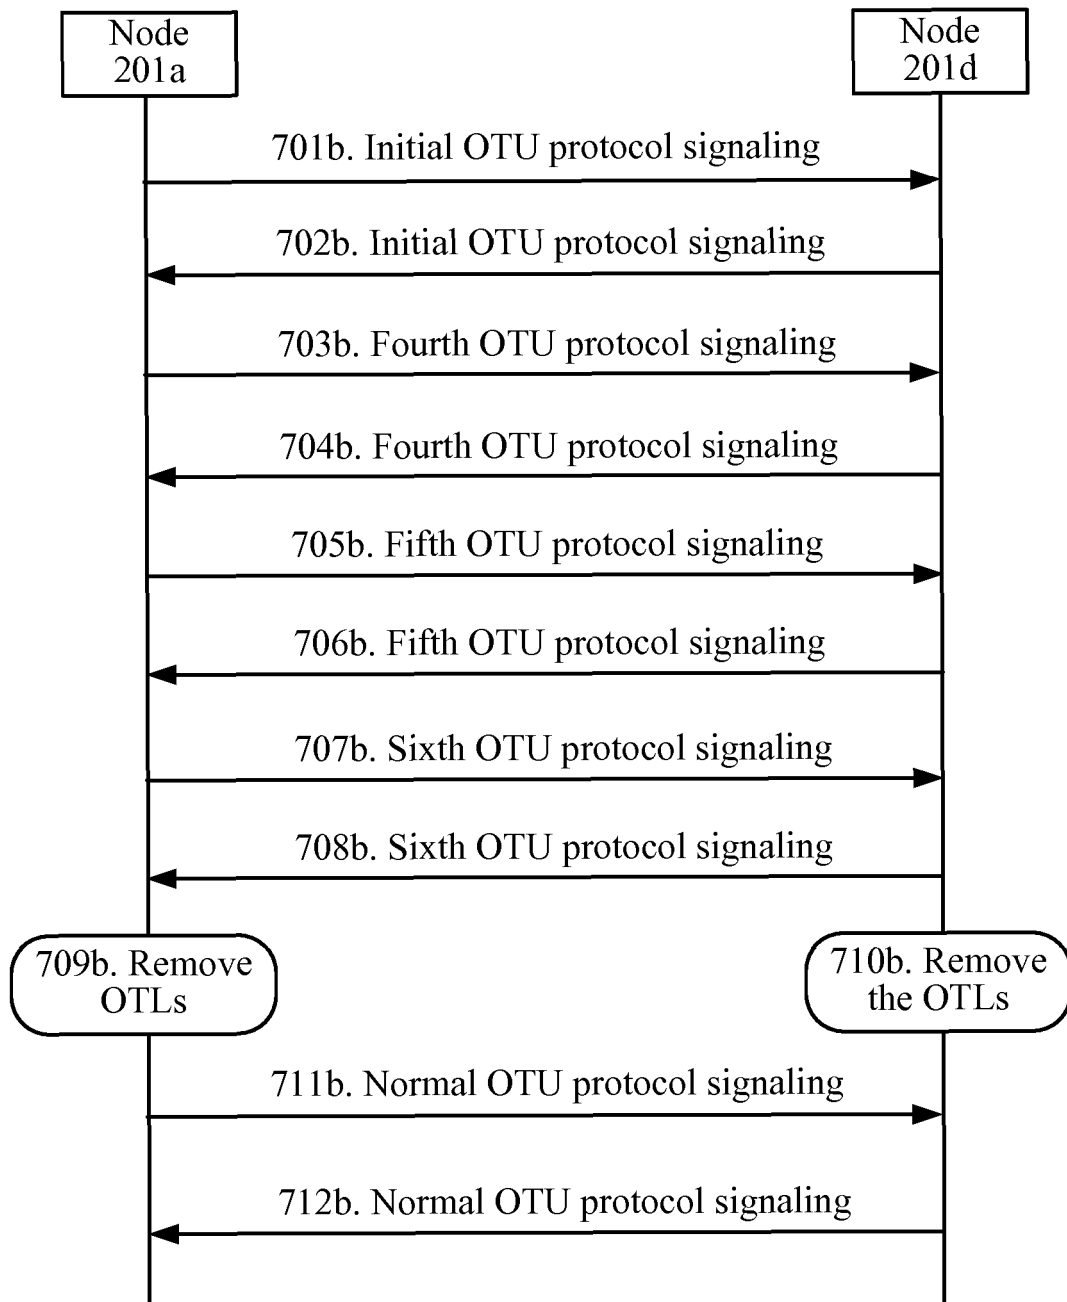 Node
201a
Node
201d
701b. Initial OTU protocol signaling
702b. Initial OTU protocol signaling
703b. Fourth OTU protocol signaling
704b. Fourth OTU protocol signaling
705b. Fifth OTU protocol signaling
706b. Fifth OTU protocol signaling
707b. Sixth OTU protocol signaling
708b. Sixth OTU protocol signaling
709b. Remove
OTLs
710b. Remove
the OTLs
711b. Normal OTU protocol signaling
712b. Normal OTU protocol signaling